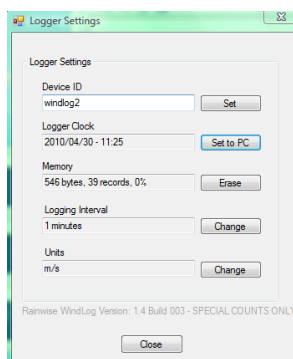 Logger Settings
Logger Settings
Device ID
windlog2
Set
Logger Clock
2010/04/30 - 11:25
Set to PC
Memory
546 bytes, 39 records, 0%
Erase
Logging Interval
1 minutes
Change
Units
m/s
Change
Rainwise WindLog Version: 1.4 Build 003 - SPECIAL COUNTS ONLY
Close